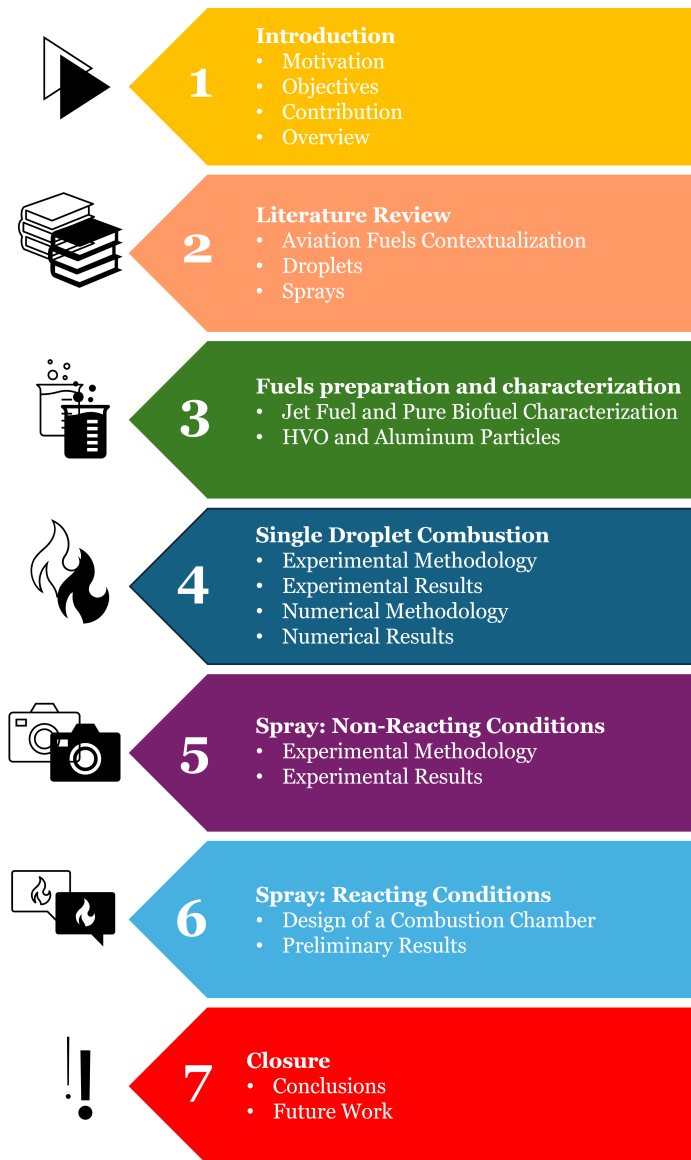 1
Introduction
• Motivation
• Objectives
• Contribution
• Overview
2
Literature Review
• Aviation Fuels Contextualization
• Droplets
• Sprays
3
Fuels preparation and characterization
• Jet Fuel and Pure Biofuel Characterization
• HVO and Aluminum Particles
4
Single Droplet Combustion
• Experimental Methodology
• Experimental Results
• Numerical Methodology
• Numerical Results
5
Spray: Non-Reacting Conditions
• Experimental Methodology
• Experimental Results
6
Spray: Reacting Conditions
• Design of a Combustion Chamber
• Preliminary Results
7
Closure
• Conclusions
• Future Work